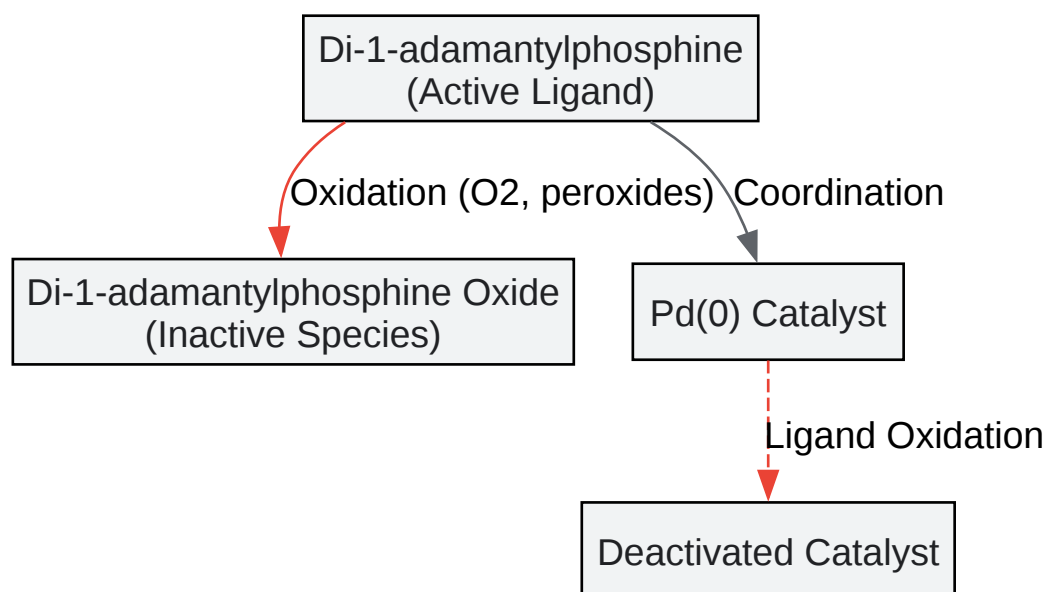 Di-1-adamantylphosphine
(Active Ligand)
Oxidation (O2, peroxides)
Coordination
Di-1-adamantylphosphine Oxide
(Inactive Species)
Pd(0) Catalyst
Ligand Oxidation
Deactivated Catalyst